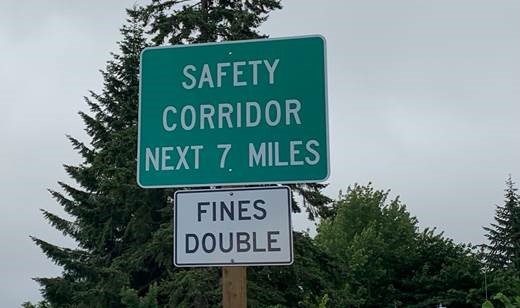 SAFETY
CORRIDOR
NEXT 7 MILES
FINES
DOUBLE